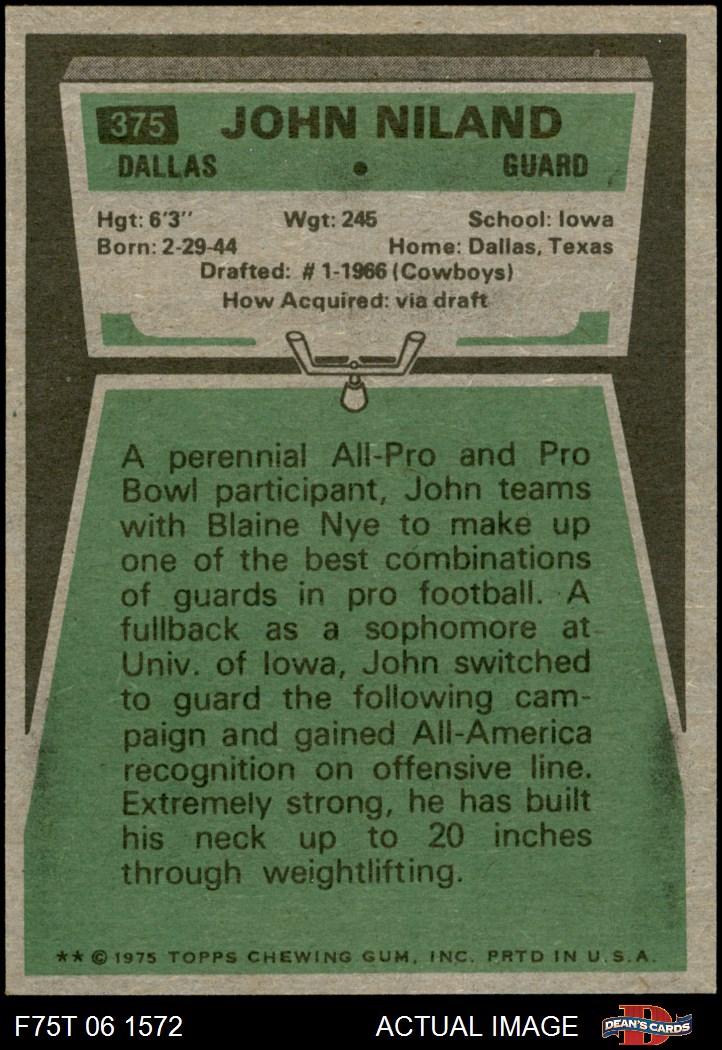 375 JOHN NILAND
DALLAS • GUARD
Hgt: 6'3'' Wgt: 245 School: Iowa
Born: 2-29-44 Home: Dallas, Texas
Drafted: # 1-1966 (Cowboys)
How Acquired: via draft
A perennial All-Pro and Pro
Bowl participant, John teams
with Blaine Nye to make up
one of the best combinations
of guards in pro football. A
fullback as a sophomore at
Univ. of Iowa, John switched
to guard the following cam-
paign and gained All-America
recognition on offensive line.
Extremely strong, he has built
his neck up to 20 inches
through weightlifting.
** © 1975 TOPPS CHEWING GUM, INC. PRTD IN U.S.A.
F75T 06 1572 ACTUAL IMAGE D DEAN'S CARDS